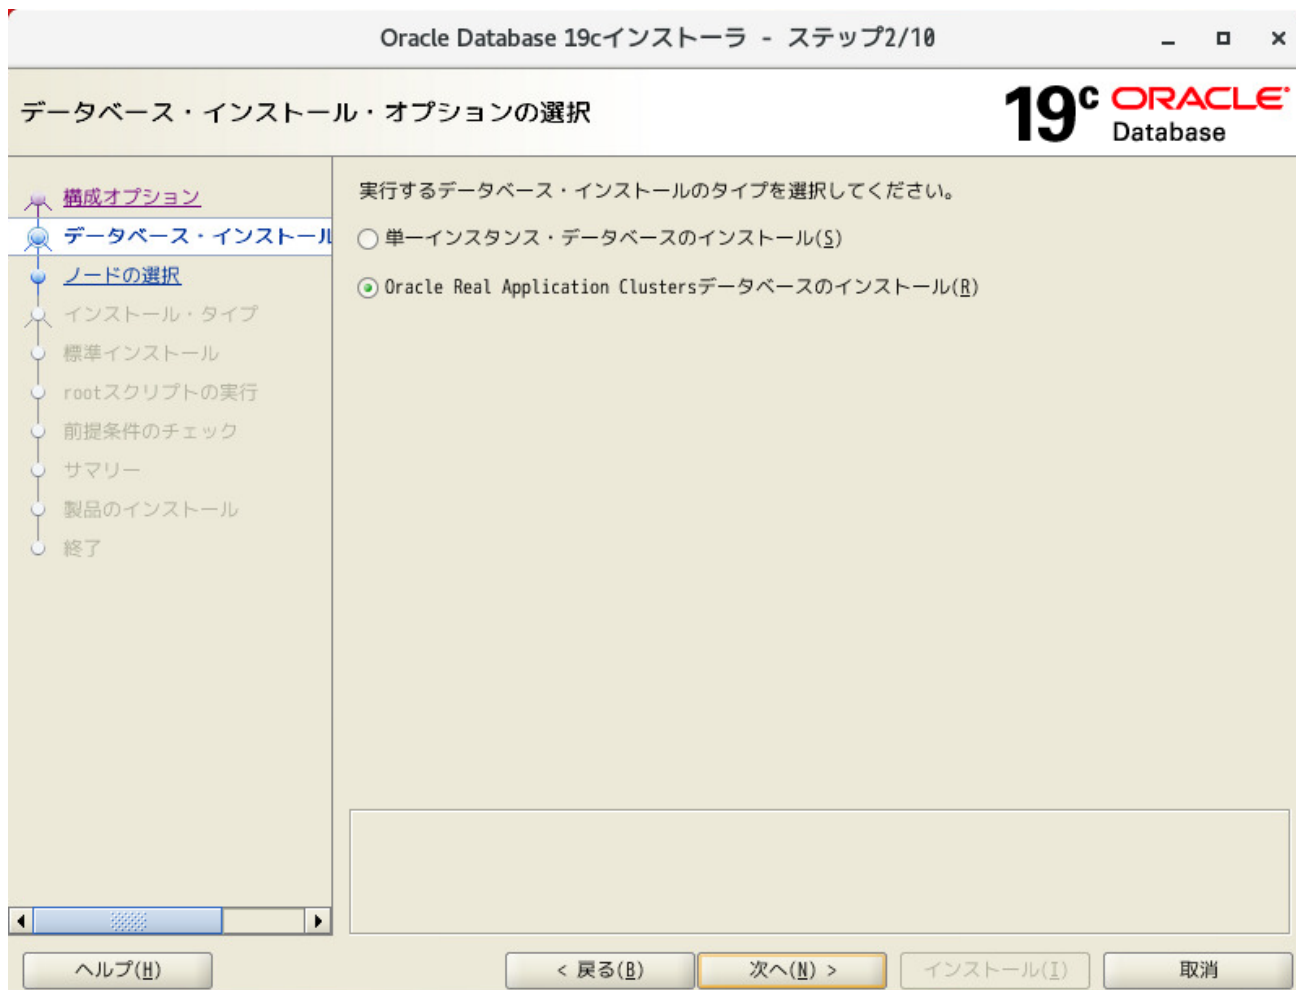 Oracle Database 19cインストーラ - ステップ2/10
データベース・インストール・オプションの選択
19c ORACLE
Database
構成オプション
データベース・インストール
ノードの選択
インストール・タイプ
標準インストール
rootスクリプトの実行
前提条件のチェック
サマリー
製品のインストール
終了
実行するデータベース・インストールのタイプを選択してください。
単一インスタンス・データベースのインストール(S)
Oracle Real Application Clustersデータベースのインストール(R)
ヘルプ(H)
< 戻る(B)
次へ(N) >
インストール(I)
取消